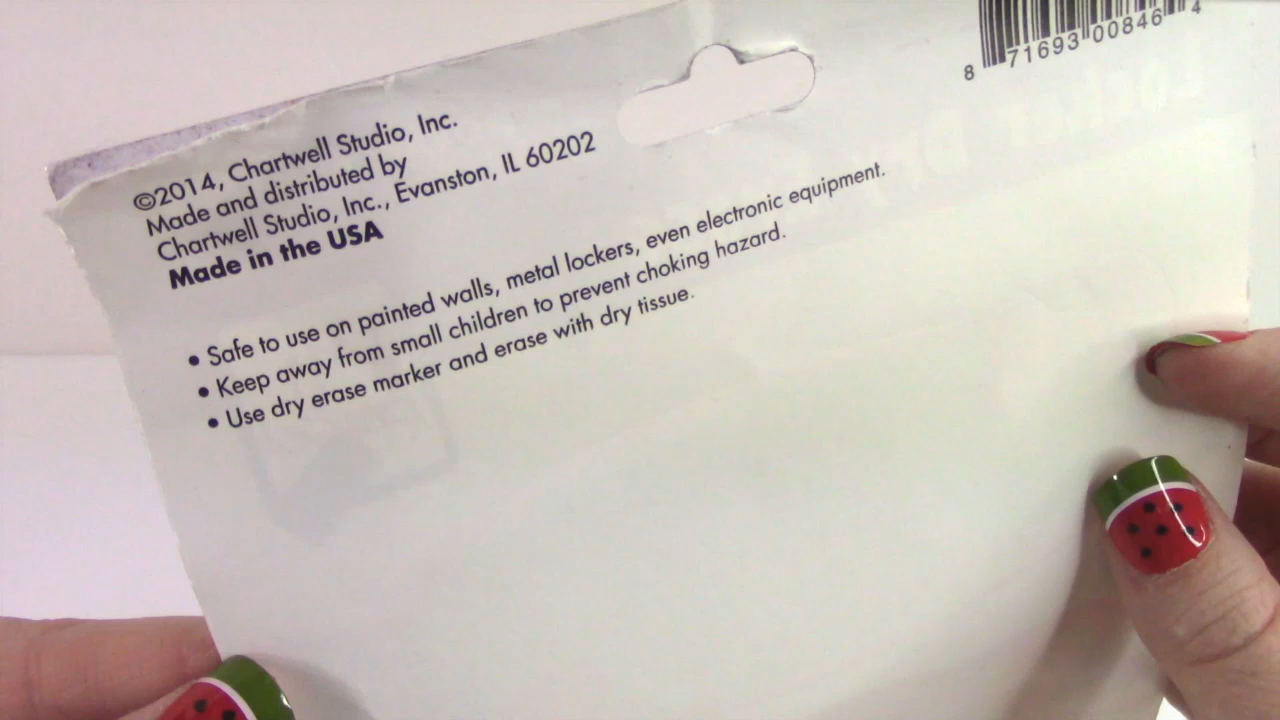 ©2014, Chartwell Studio, Inc.
Made and distributed by
Chartwell Studio, Inc., Evanston, IL 60202
Made in the USA
• Safe to use on painted walls, metal lockers, even electronic equipment.
• Keep away from small children to prevent choking hazard.
• Use dry erase marker and erase with dry tissue.
8 71693 00846 4